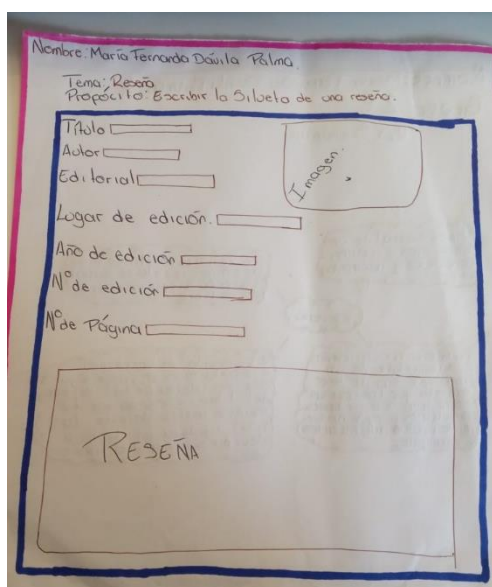 Nombre: María Fernanda Dávila Palma.
Tema: Reseña
Propócito: Escribir la Silueta de una reseña.
Título
Autor
Editorial
Imagen.
Lugar de edición.
Año de edición
N° de edición
N° de Página
RESEÑA